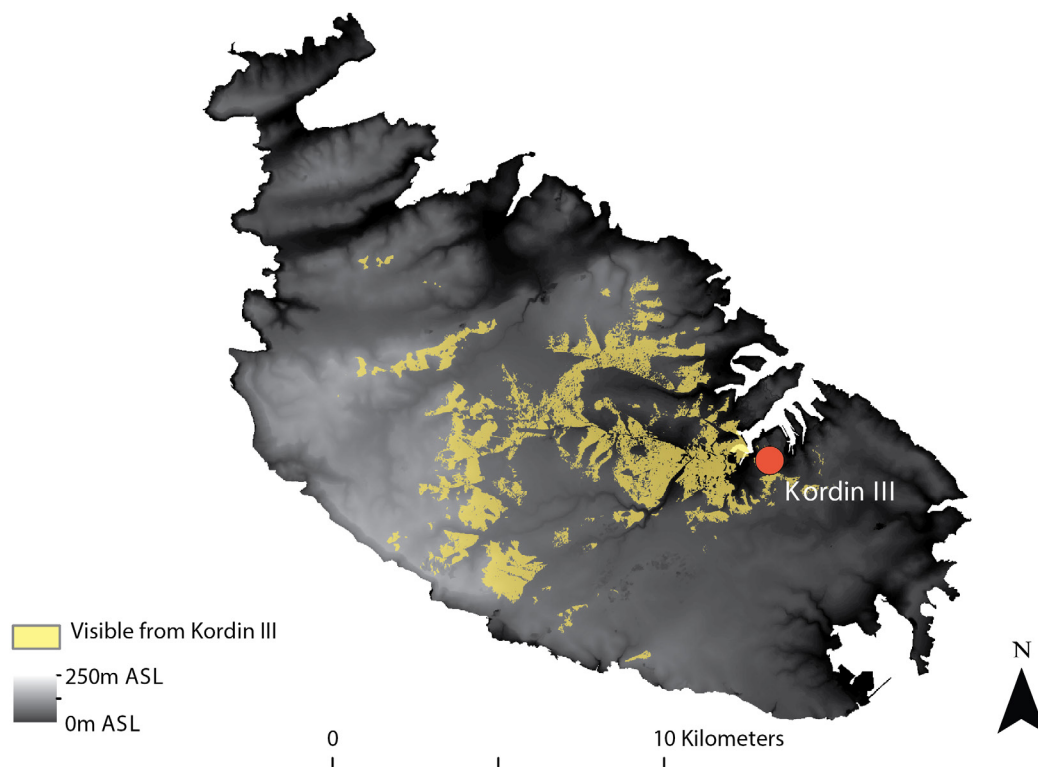 Kordin III
Visible from Kordin III
250m ASL
0m ASL
N
0 10 Kilometers